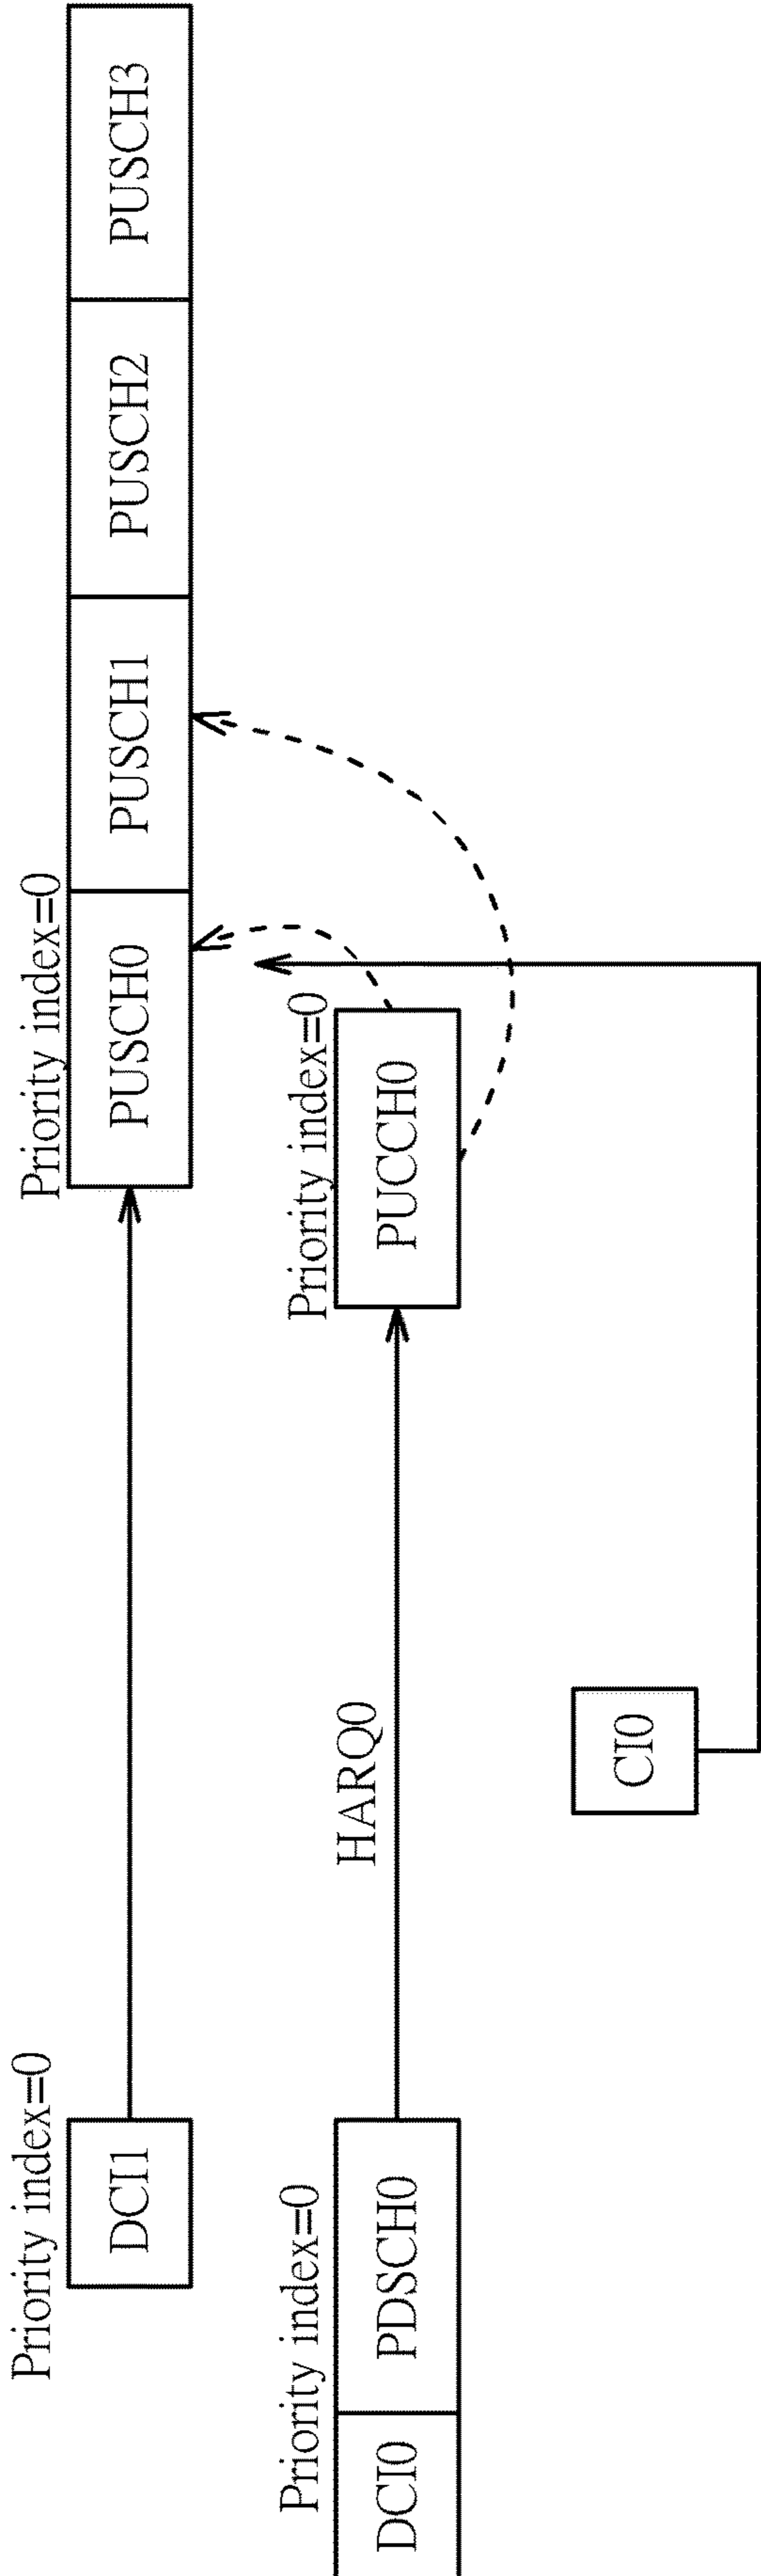 Priority index=0
DCI1
Priority index=0
PUSCH0
PUSCH1
PUSCH2
PUSCH3
Priority index=0
DCI0
PDSCH0
HARQ0
Priority index=0
PUCCH0
CI0